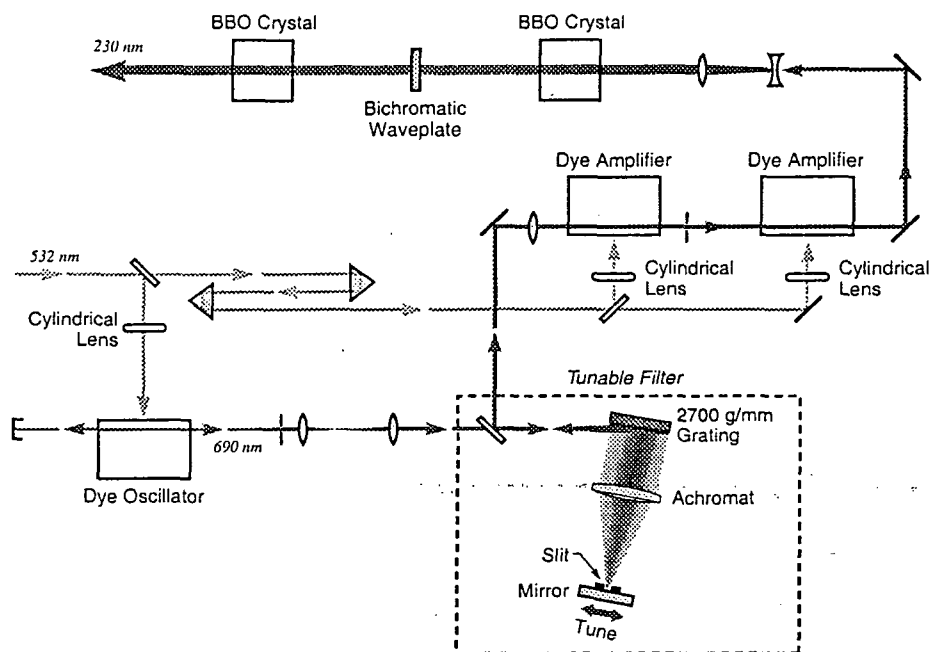 BBO Crystal
BBO Crystal
230 nm
Bichromatic
Waveplate
Dye Amplifier
Dye Amplifier
532 nm
Cylindrical
Lens
Cylindrical
Lens
Cylindrical
Lens
Tunable Filter
2700 g/mm
Grating
690 nm
Dye Oscillator
Achromat
Slit
Mirror
Tune